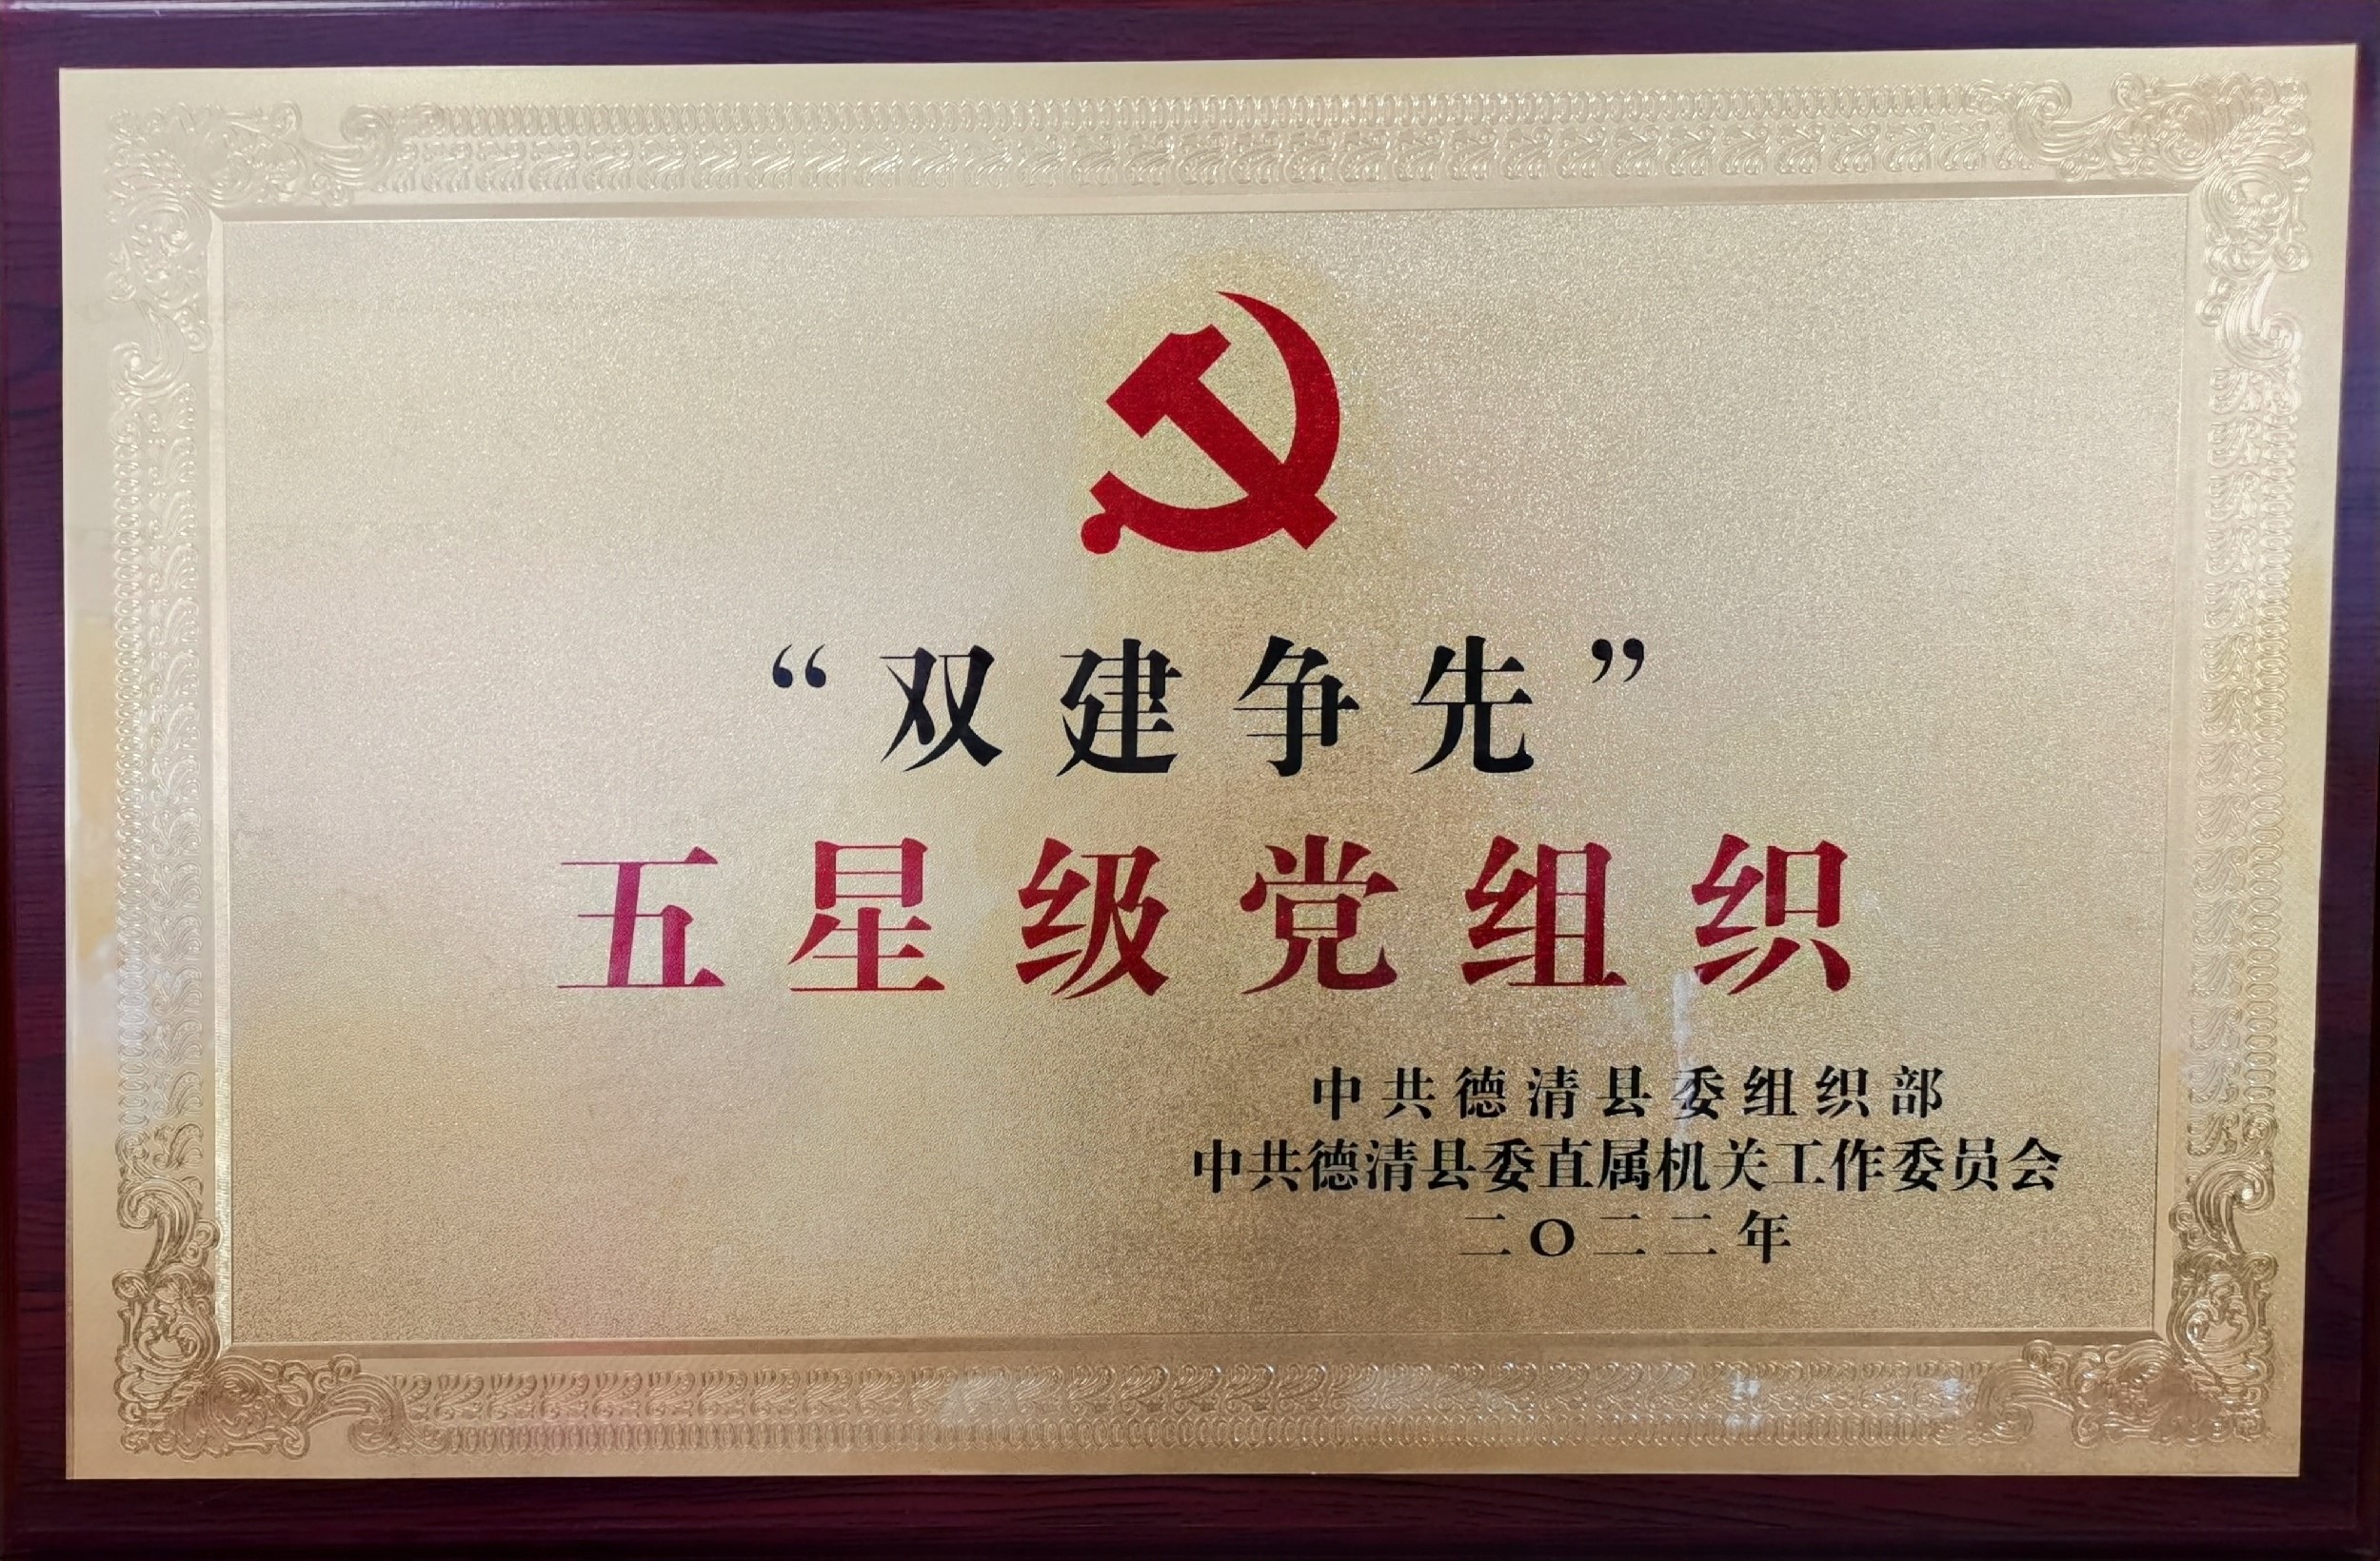 “双建争先”
五星级党组织
中共德清县委组织部
中共德清县委直属机关工作委员会
二〇二二年